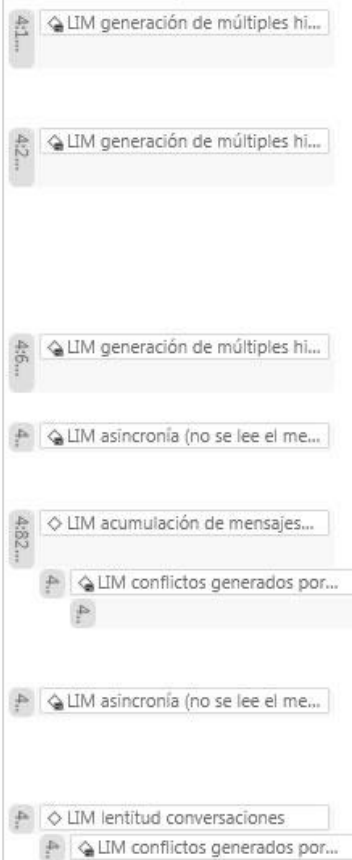 4:1... LIM generación de múltiples hi...
4:2... LIM generación de múltiples hi...
4:6... LIM generación de múltiples hi...
4... LIM asincronía (no se lee el me...
4:82... LIM acumulación de mensajes...
4... LIM conflictos generados por...
4...
4... LIM asincronía (no se lee el me...
4... LIM lentitud conversaciones
4... LIM conflictos generados por...